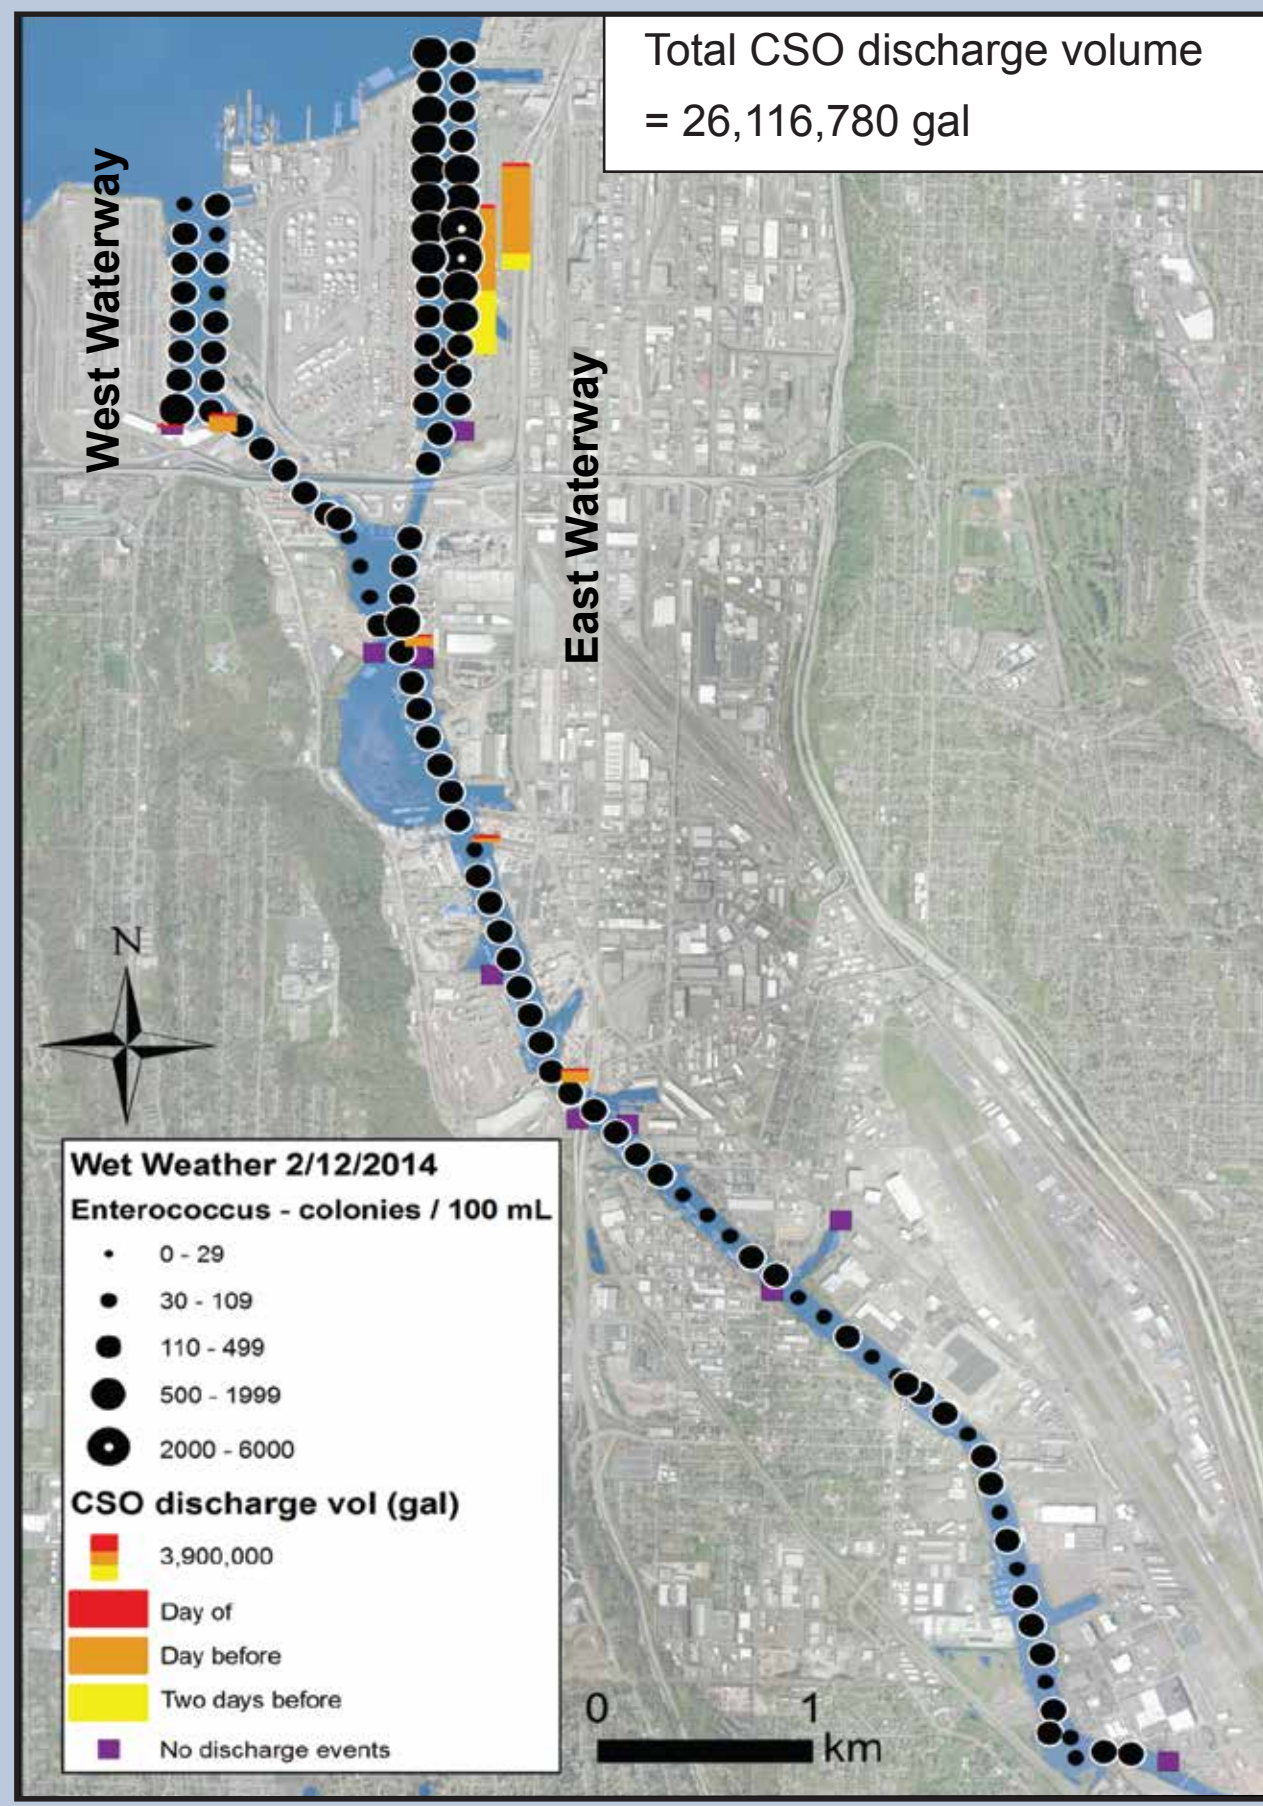 Total CSO discharge volume
= 26,116,780 gal
West Waterway
East Waterway
N
Wet Weather 2/12/2014
Enterococcus - colonies / 100 mL
0 - 29
30 - 109
110 - 499
500 - 1999
2000 - 6000
CSO discharge vol (gal)
3,900,000
Day of
Day before
Two days before
No discharge events
0 1
km